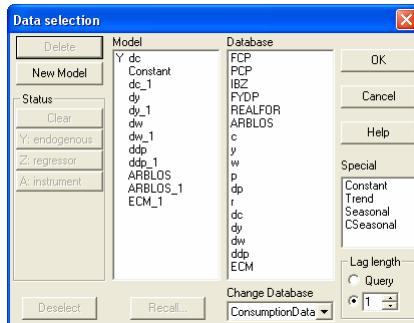 Data selection
Delete
New Model
Status
Clear
Y: endogenous
Z: regressor
A: instrument
Deselect
Model
Y dc
Constant
dc_1
dy
dy_1
dw
dw_1
ddp
ddp_1
ARBLOS
ARBLOS_1
ECM_1
Recall...
Database
FCP
PCP
IBZ
FYDP
REALFOR
ARBLOS
c
y
w
p
dp
r
dc
dy
dw
ddp
ECM
Change Database
ConsumptionData
OK
Cancel
Help
Special
Constant
Trend
Seasonal
CSeasonal
Lag length
Query
1